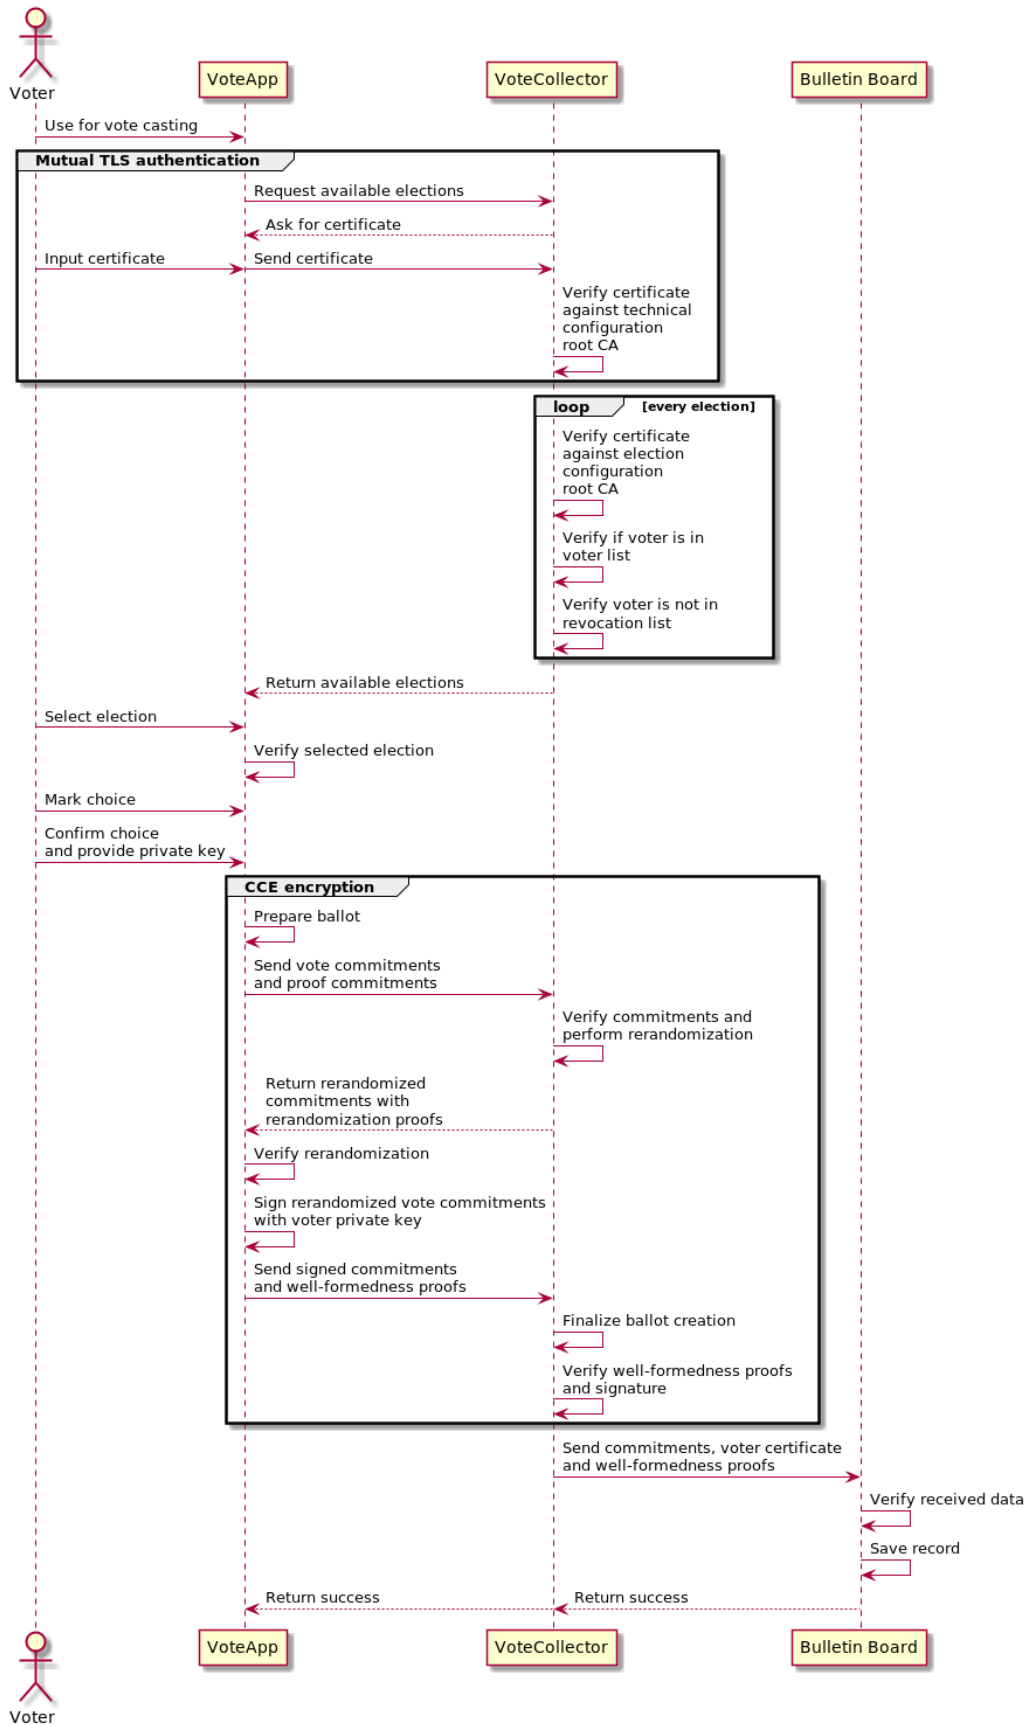 Voter
VoteApp
VoteCollector
Bulletin Board
Use for vote casting
Mutual TLS authentication
Request available elections
Ask for certificate
Input certificate
Send certificate
Verify certificate
against technical
configuration
root CA
loop
[every election]
Verify certificate
against election
configuration
root CA
Verify if voter is in
voter list
Verify voter is not in
revocation list
Return available elections
Select election
Verify selected election
Mark choice
Confirm choice
and provide private key
CCE encryption
Prepare ballot
Send vote commitments
and proof commitments
Verify commitments and
perform rerandomization
Return rerandomized
commitments with
rerandomization proofs
Verify rerandomization
Sign rerandomized vote commitments
with voter private key
Send signed commitments
and well-formedness proofs
Finalize ballot creation
Verify well-formedness proofs
and signature
Send commitments, voter certificate
and well-formedness proofs
Verify received data
Save record
Return success
Return success
VoteApp
VoteCollector
Bulletin Board
Voter